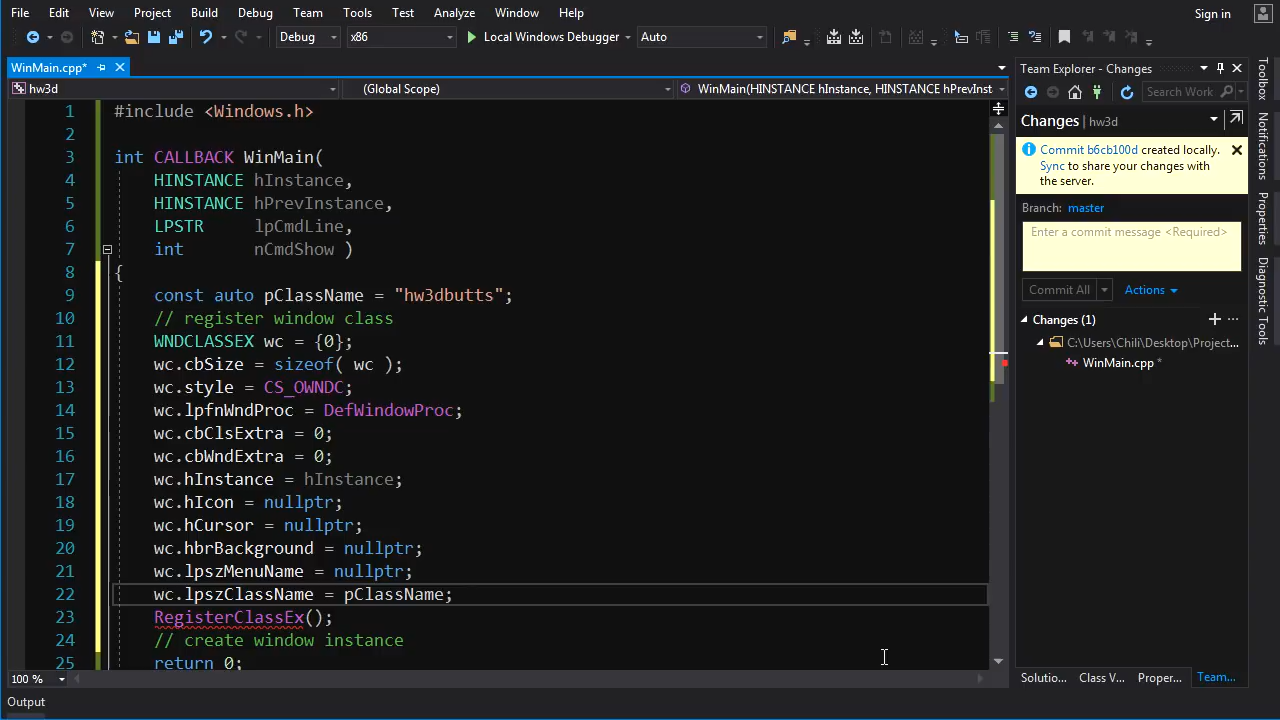 File Edit View Project Build Debug Team Tools Test Analyze Window Help Sign in
Debug x86 Local Windows Debugger Auto
WinMain.cpp* Team Explorer - Changes
hw3d (Global Scope) WinMain(HINSTANCE hInstance, HINSTANCE hPrevInst
Search Work
Changes | hw3d
Commit b6cb100d created locally.
Sync to share your changes with
the server.
Branch: master
Enter a commit message <Required>
Commit All Actions
Changes (1)
C:\Users\Chili\Desktop\Project...
WinMain.cpp *
1 #include <Windows.h>
2
3 int CALLBACK WinMain(
4 HINSTANCE hInstance,
5 HINSTANCE hPrevInstance,
6 LPSTR lpCmdLine,
7 int nCmdShow )
8 {
9 const auto pClassName = "hw3dbutts";
10 // register window class
11 WNDCLASSEX wc = {0};
12 wc.cbSize = sizeof( wc );
13 wc.style = CS_OWNDC;
14 wc.lpfnWndProc = DefWindowProc;
15 wc.cbClsExtra = 0;
16 wc.cbWndExtra = 0;
17 wc.hInstance = hInstance;
18 wc.hIcon = nullptr;
19 wc.hCursor = nullptr;
20 wc.hbrBackground = nullptr;
21 wc.lpszMenuName = nullptr;
22 wc.lpszClassName = pClassName;
23 RegisterClassEx();
24 // create window instance
25 return 0;
100 %
Solutio... Class V... Proper... Team...
Output
Toolbox
Notifications
Properties
Diagnostic Tools